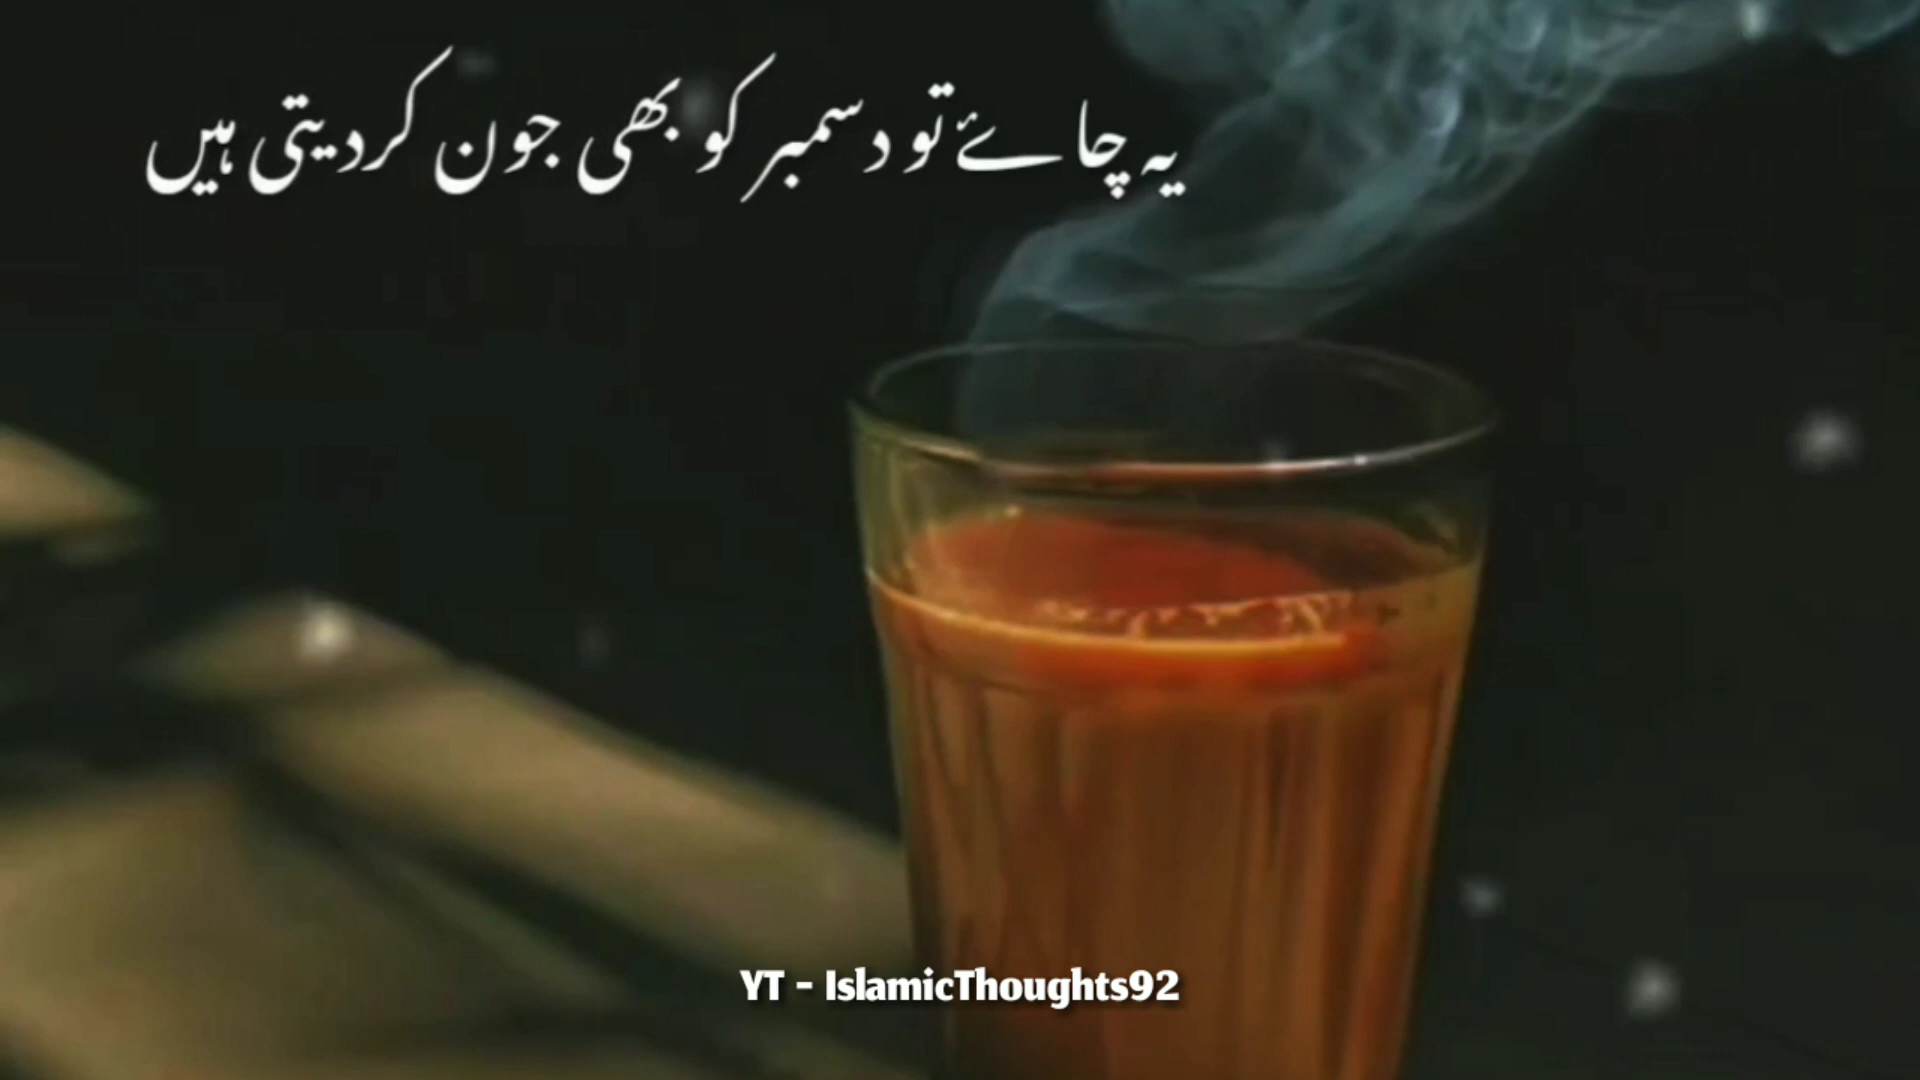 یہ چائے تو دسمبر کو بھی جون کر دیتی ہیں
YT - IslamicThoughts92